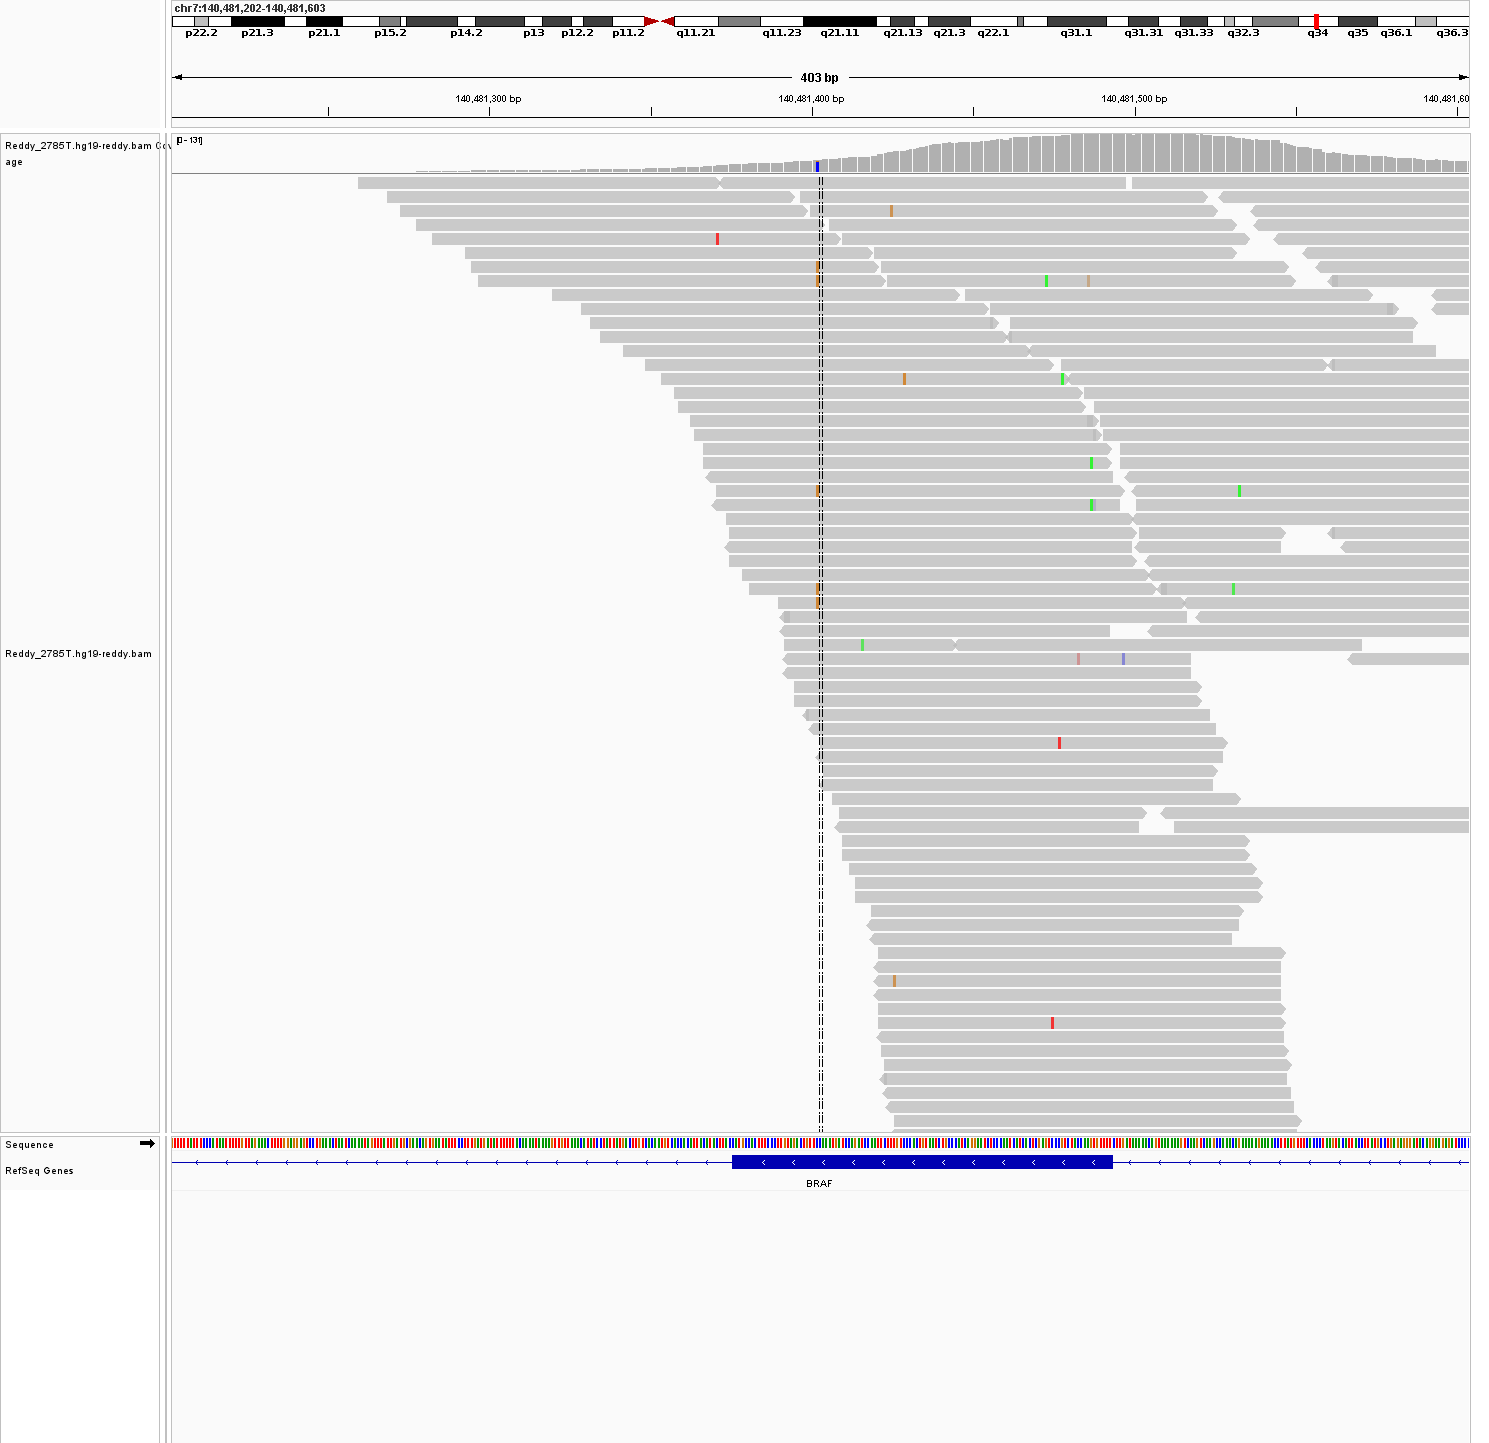 chr7:140,481,202-140,481,603
p22.2 p21.3 p21.1 p15.2 p14.2 p13 p12.2 p11.2 q11.21 q11.23 q21.11 q21.13 q21.3 q22.1 q31.1 q31.31 q31.33 q32.3 q34 q35 q36.1 q36.3
403 bp
140,481,300 bp 140,481,400 bp 140,481,500 bp 140,481,60
Reddy_2785T.hg19-reddy.bam Cov
age
[0 - 131]
Reddy_2785T.hg19-reddy.bam
Sequence
RefSeq Genes
BRAF